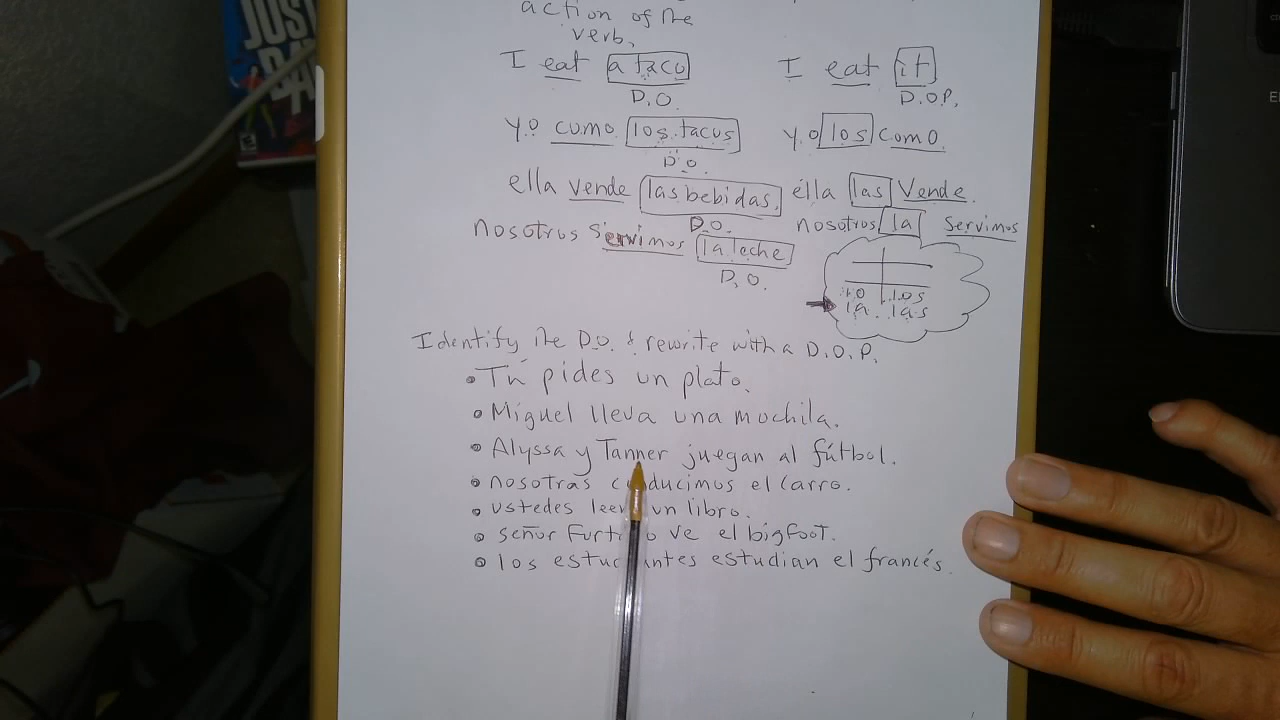 JUST
DA
action of the
verb,
I eat a taco    I eat it
D.O.    D.O.P.
yo como los tacos    yo los como
D.O.
ella vende las bebidas.    élla las vende.
D.O.
nosotros servimos la leche    nosotros la servimos
D.O.
lo los
la las
Identify the D.O. & rewrite with a D.O.P.
• Tú pides un plato.
• Miguel lleva una mochila.
• Alyssa y Tanner juegan al fútbol.
• nosotras conducimos el carro.
• ustedes leen un libro.
• señor ve el bigfoot.
• los estudiantes estudian el francés.